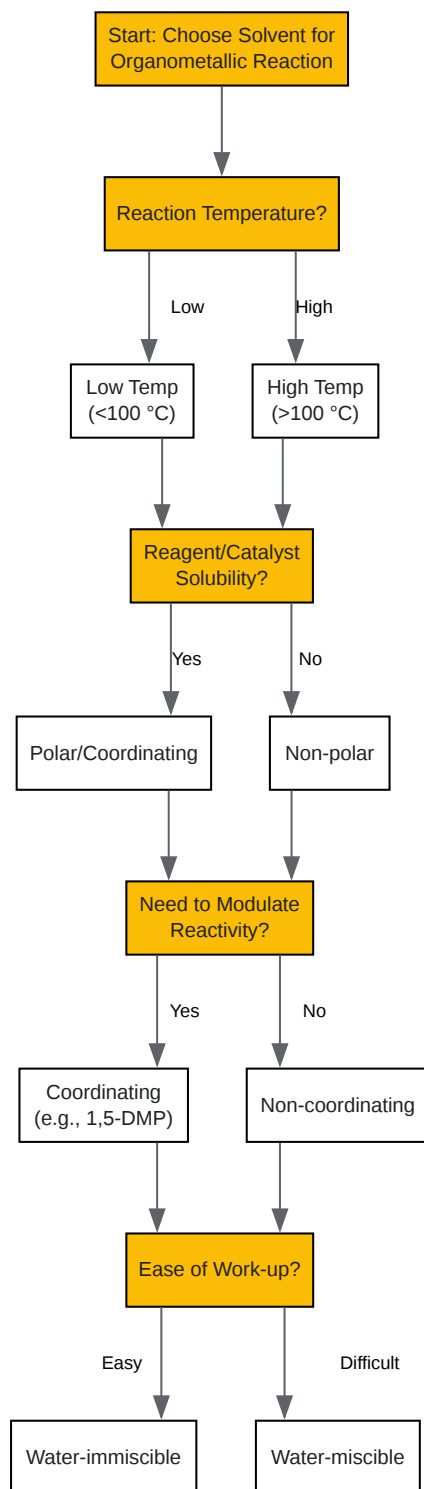 Start: Choose Solvent for
Organometallic Reaction
Reaction Temperature?
Low
High
Low Temp
(<100 °C)
High Temp
(>100 °C)
Reagent/Catalyst
Solubility?
Yes
No
Polar/Coordinating
Non-polar
Need to Modulate
Reactivity?
Yes
No
Coordinating
(e.g., 1,5-DMP)
Non-coordinating
Ease of Work-up?
Easy
Difficult
Water-immiscible
Water-miscible